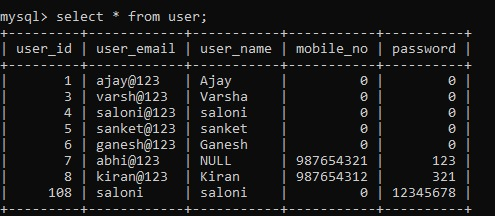 mysql> select * from user;
+---------+------------+-----------+-----------+----------+
| user_id | user_email | user_name | mobile_no | password |
+---------+------------+-----------+-----------+----------+
|       1 | ajay@123   | Ajay      |         0 |        0 |
|       3 | varsh@123  | Varsha    |         0 |        0 |
|       4 | saloni@123 | saloni    |         0 |        0 |
|       5 | sanket@123 | sanket    |         0 |        0 |
|       6 | ganesh@123 | Ganesh    |         0 |        0 |
|       7 | abhi@123   | NULL      | 987654321 |      123 |
|       8 | kiran@123  | Kiran     | 987654312 |      321 |
|     108 | saloni     | saloni    |         0 | 12345678 |
+---------+------------+-----------+-----------+----------+